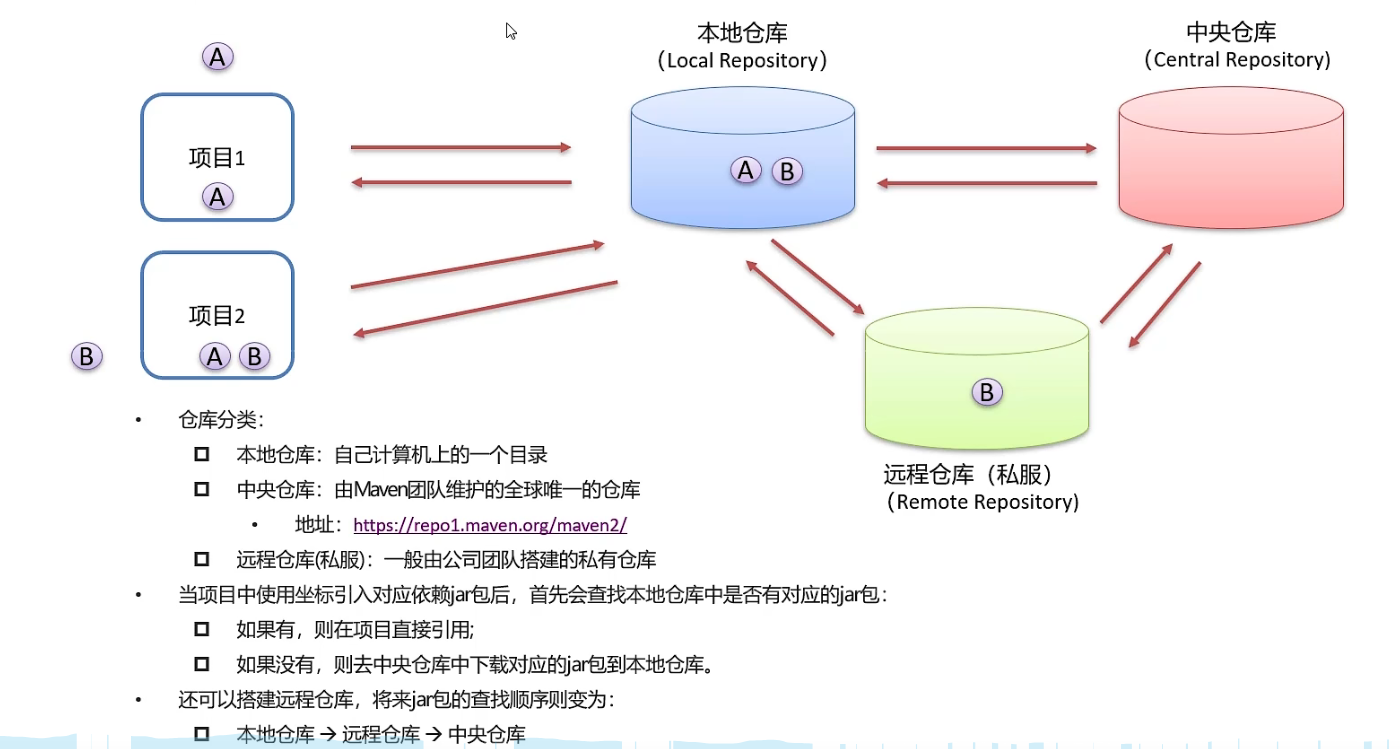 本地仓库
(Local Repository)
中央仓库
(Central Repository)
A
项目1
A
A B
项目2
A B
B
B
远程仓库（私服）
(Remote Repository)
• 仓库分类：
本地仓库：自己计算机上的一个目录
中央仓库：由Maven团队维护的全球唯一的仓库
• 地址：https://repo1.maven.org/maven2/
远程仓库(私服)：一般由公司团队搭建的私有仓库
• 当项目中使用坐标引入对应依赖jar包后，首先会查找本地仓库中是否有对应的jar包：
如果有，则在项目直接引用;
如果没有，则去中央仓库中下载对应的jar包到本地仓库。
• 还可以搭建远程仓库，将来jar包的查找顺序则变为：
本地仓库 → 远程仓库 → 中央仓库